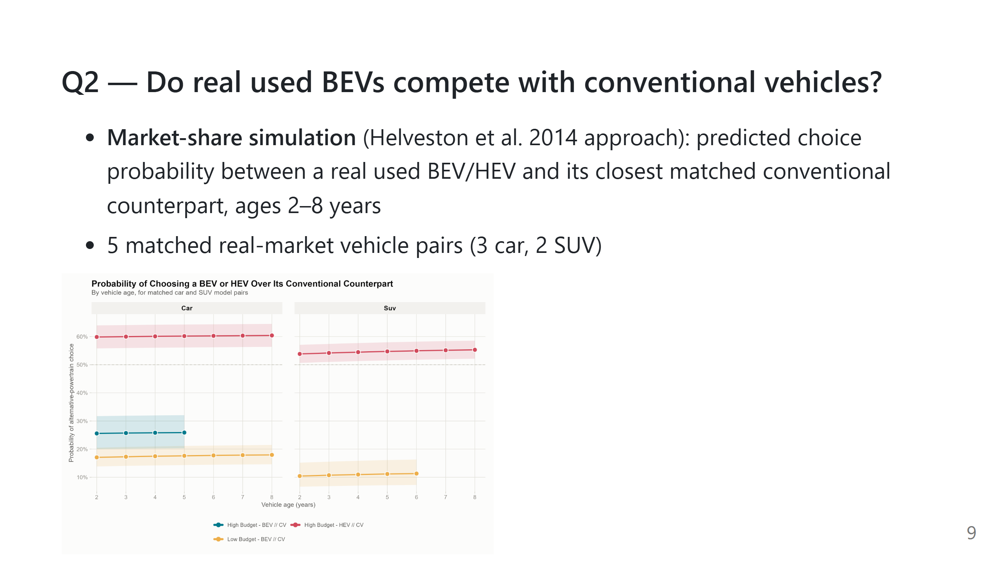 Q2 — Do real used BEVs compete with conventional vehicles?
• Market-share simulation (Helveston et al. 2014 approach): predicted choice
probability between a real used BEV/HEV and its closest matched conventional
counterpart, ages 2–8 years
• 5 matched real-market vehicle pairs (3 car, 2 SUV)
Probability of Choosing a BEV or HEV Over Its Conventional Counterpart
By vehicle age, for matched car and SUV model pairs
Car
Suv
Probability of alternative-powertrain choice
60%
50%
40%
30%
20%
10%
2 3 4 5 6 7 8
2 3 4 5 6 7 8
Vehicle age (years)
High Budget - BEV // CV
High Budget - HEV // CV
Low Budget - BEV // CV
9